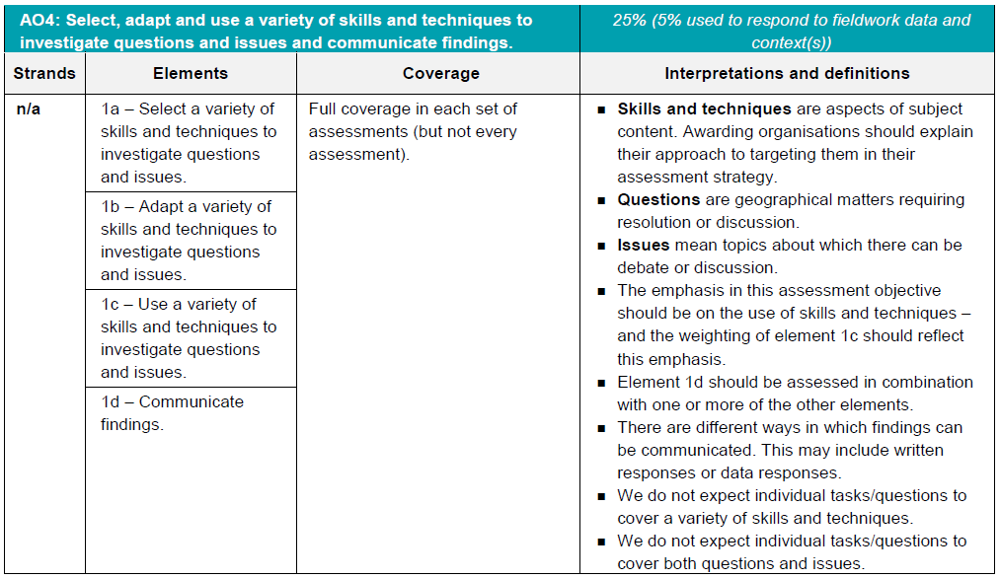 AO4: Select, adapt and use a variety of skills and techniques to
investigate questions and issues and communicate findings.
25% (5% used to respond to fieldwork data and
context(s))
Strands
Elements
Coverage
Interpretations and definitions
n/a
1a – Select a variety of
skills and techniques to
investigate questions
and issues.
1b – Adapt a variety of
skills and techniques to
investigate questions
and issues.
1c – Use a variety of
skills and techniques to
investigate questions
and issues.
1d – Communicate
findings.
Full coverage in each set of
assessments (but not every
assessment).
▪ Skills and techniques are aspects of subject
content. Awarding organisations should explain
their approach to targeting them in their
assessment strategy.
▪ Questions are geographical matters requiring
resolution or discussion.
▪ Issues mean topics about which there can be
debate or discussion.
▪ The emphasis in this assessment objective
should be on the use of skills and techniques –
and the weighting of element 1c should reflect
this emphasis.
▪ Element 1d should be assessed in combination
with one or more of the other elements.
▪ There are different ways in which findings can
be communicated. This may include written
responses or data responses.
▪ We do not expect individual tasks/questions to
cover a variety of skills and techniques.
▪ We do not expect individual tasks/questions to
cover both questions and issues.